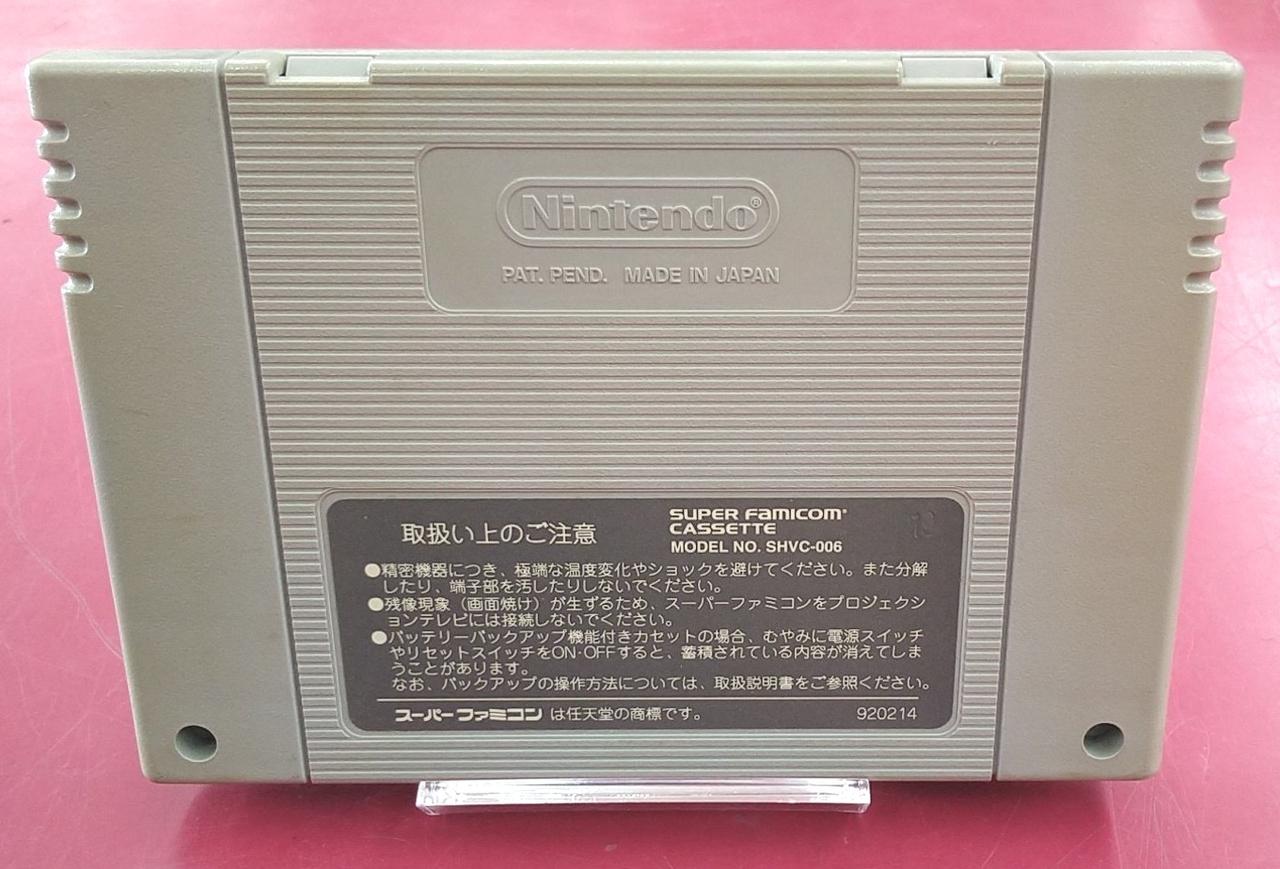 Nintendo®
PAT. PEND. MADE IN JAPAN
取扱い上のご注意
SUPER FAMICOM®
CASSETTE
MODEL NO. SHVC-006
19
●精密機器につき、極端な温度変化やショックを避けてください。また分解
したり、端子部を汚したりしないでください。
●残像現象（画面焼け）が生ずるため、スーパーファミコンをプロジェクシ
ョンテレビには接続しないでください。
●バッテリーバックアップ機能付きカセットの場合、むやみに電源スイッチ
やリセットスイッチをON・OFFすると、蓄積されている内容が消えてしま
うことがあります。
なお、バックアップの操作方法については、取扱説明書をご参照ください。
スーパーファミコン は任天堂の商標です。
920214